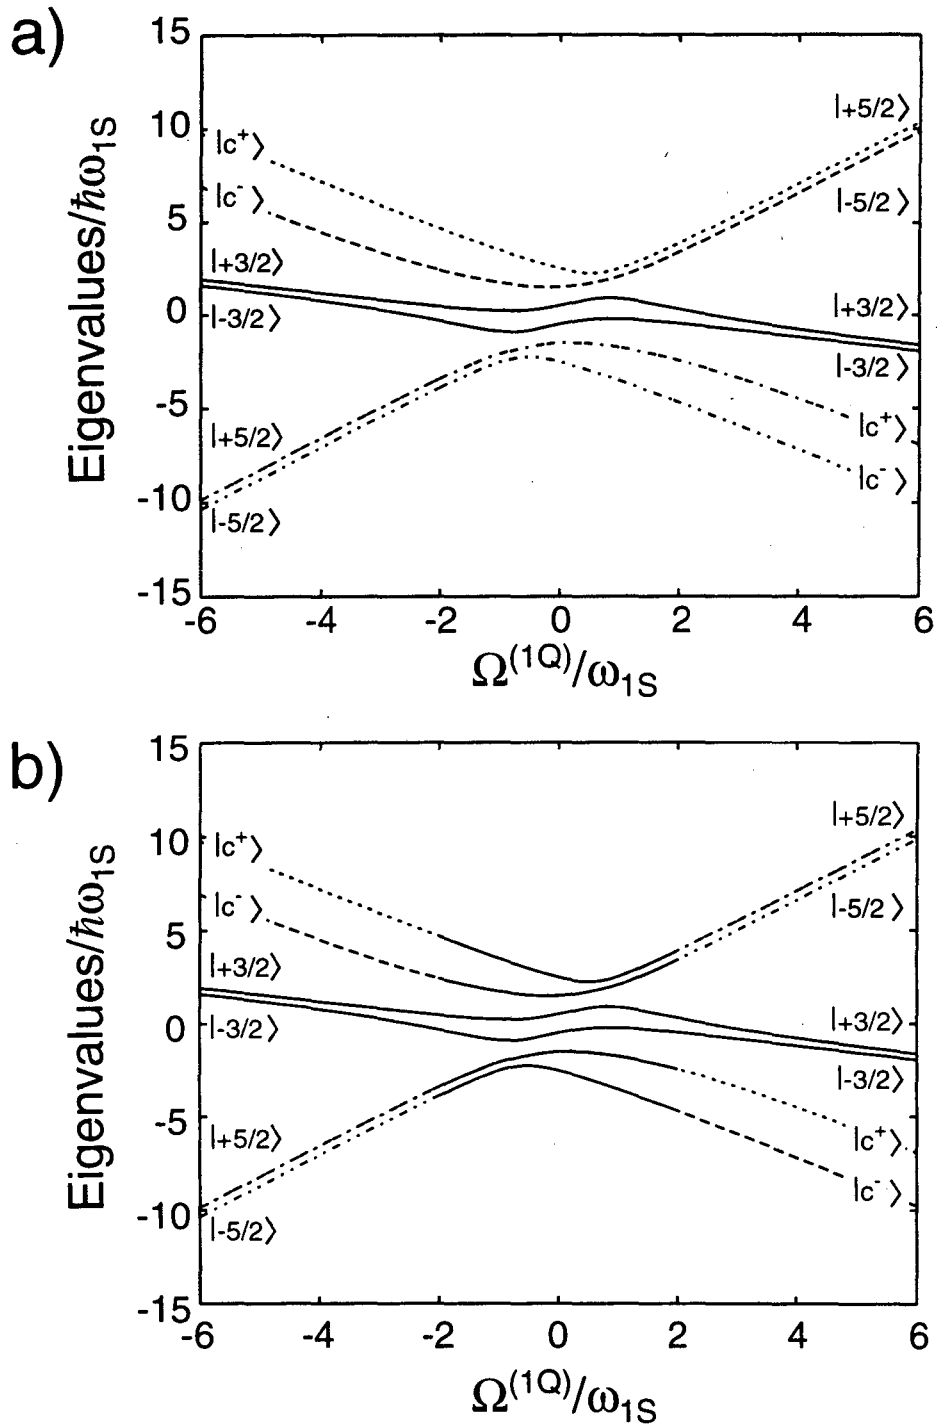 a)
15
10
5
0
-5
-10
-15
Eigenvalues/ħω1S
|c+⟩
|c-⟩
|+3/2⟩
|-3/2⟩
|+5/2⟩
|-5/2⟩
|+5/2⟩
|-5/2⟩
|+3/2⟩
|-3/2⟩
|c+⟩
|c-⟩
-6 -4 -2 0 2 4 6
Ω(1Q)/ω1S
b)
15
10
5
0
-5
-10
-15
Eigenvalues/ħω1S
|c+⟩
|c-⟩
|+3/2⟩
|-3/2⟩
|+5/2⟩
|-5/2⟩
|+5/2⟩
|-5/2⟩
|+3/2⟩
|-3/2⟩
|c+⟩
|c-⟩
-6 -4 -2 0 2 4 6
Ω(1Q)/ω1S